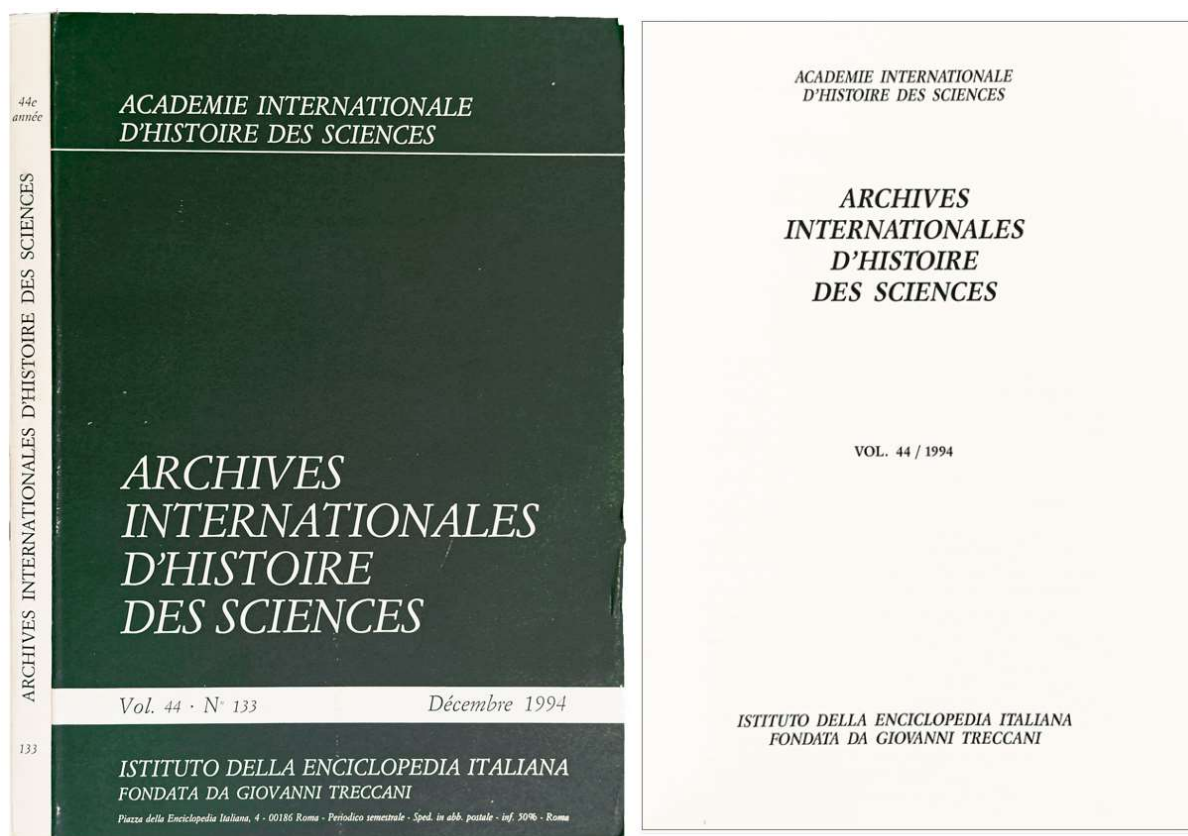 44e
année
ARCHIVES INTERNATIONALES D'HISTOIRE DES SCIENCES
133
ACADEMIE INTERNATIONALE
D'HISTOIRE DES SCIENCES
ARCHIVES
INTERNATIONALES
D'HISTOIRE
DES SCIENCES
Vol. 44 · N° 133 Décembre 1994
ISTITUTO DELLA ENCICLOPEDIA ITALIANA
FONDATA DA GIOVANNI TRECCANI
Piazza della Enciclopedia Italiana, 4 - 00186 Roma - Periodico semestrale - Sped. in abb. postale - inf. 50% - Roma
ACADEMIE INTERNATIONALE
D'HISTOIRE DES SCIENCES
ARCHIVES
INTERNATIONALES
D'HISTOIRE
DES SCIENCES
VOL. 44 / 1994
ISTITUTO DELLA ENCICLOPEDIA ITALIANA
FONDATA DA GIOVANNI TRECCANI